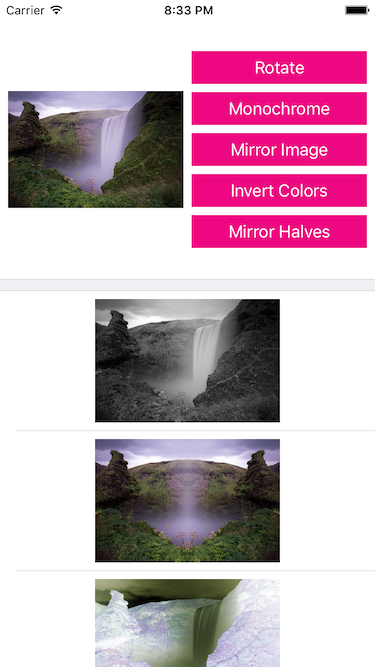 Carrier 8:33 PM
Rotate
Monochrome
Mirror Image
Invert Colors
Mirror Halves